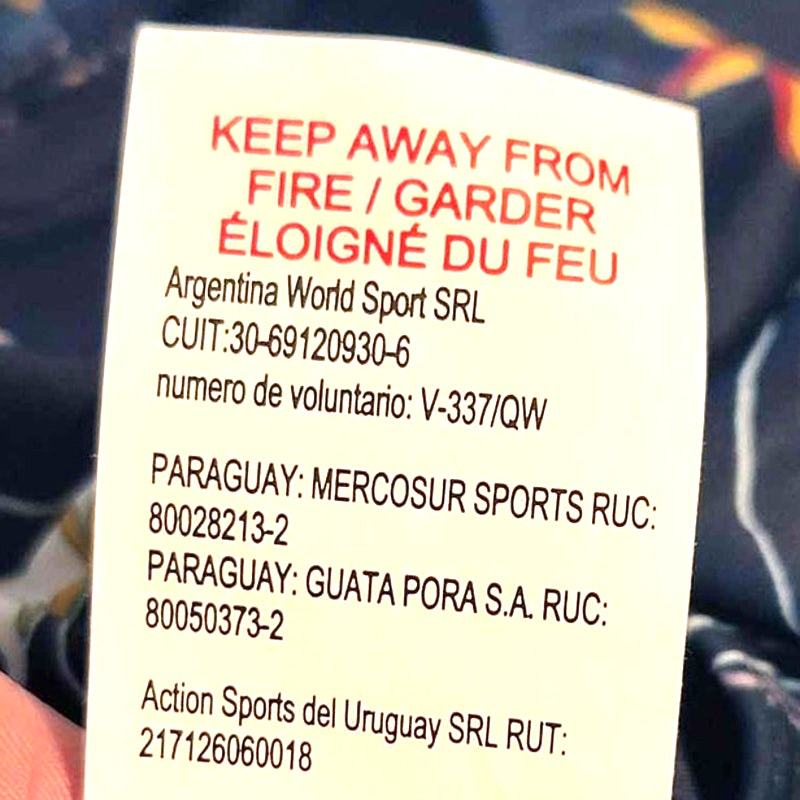 KEEP AWAY FROM
FIRE / GARDER
ÉLOIGNÉ DU FEU
Argentina World Sport SRL
CUIT:30-69120930-6
numero de voluntario: V-337/QW
PARAGUAY: MERCOSUR SPORTS RUC:
80028213-2
PARAGUAY: GUATA PORA S.A. RUC:
80050373-2
Action Sports del Uruguay SRL RUT:
217126060018